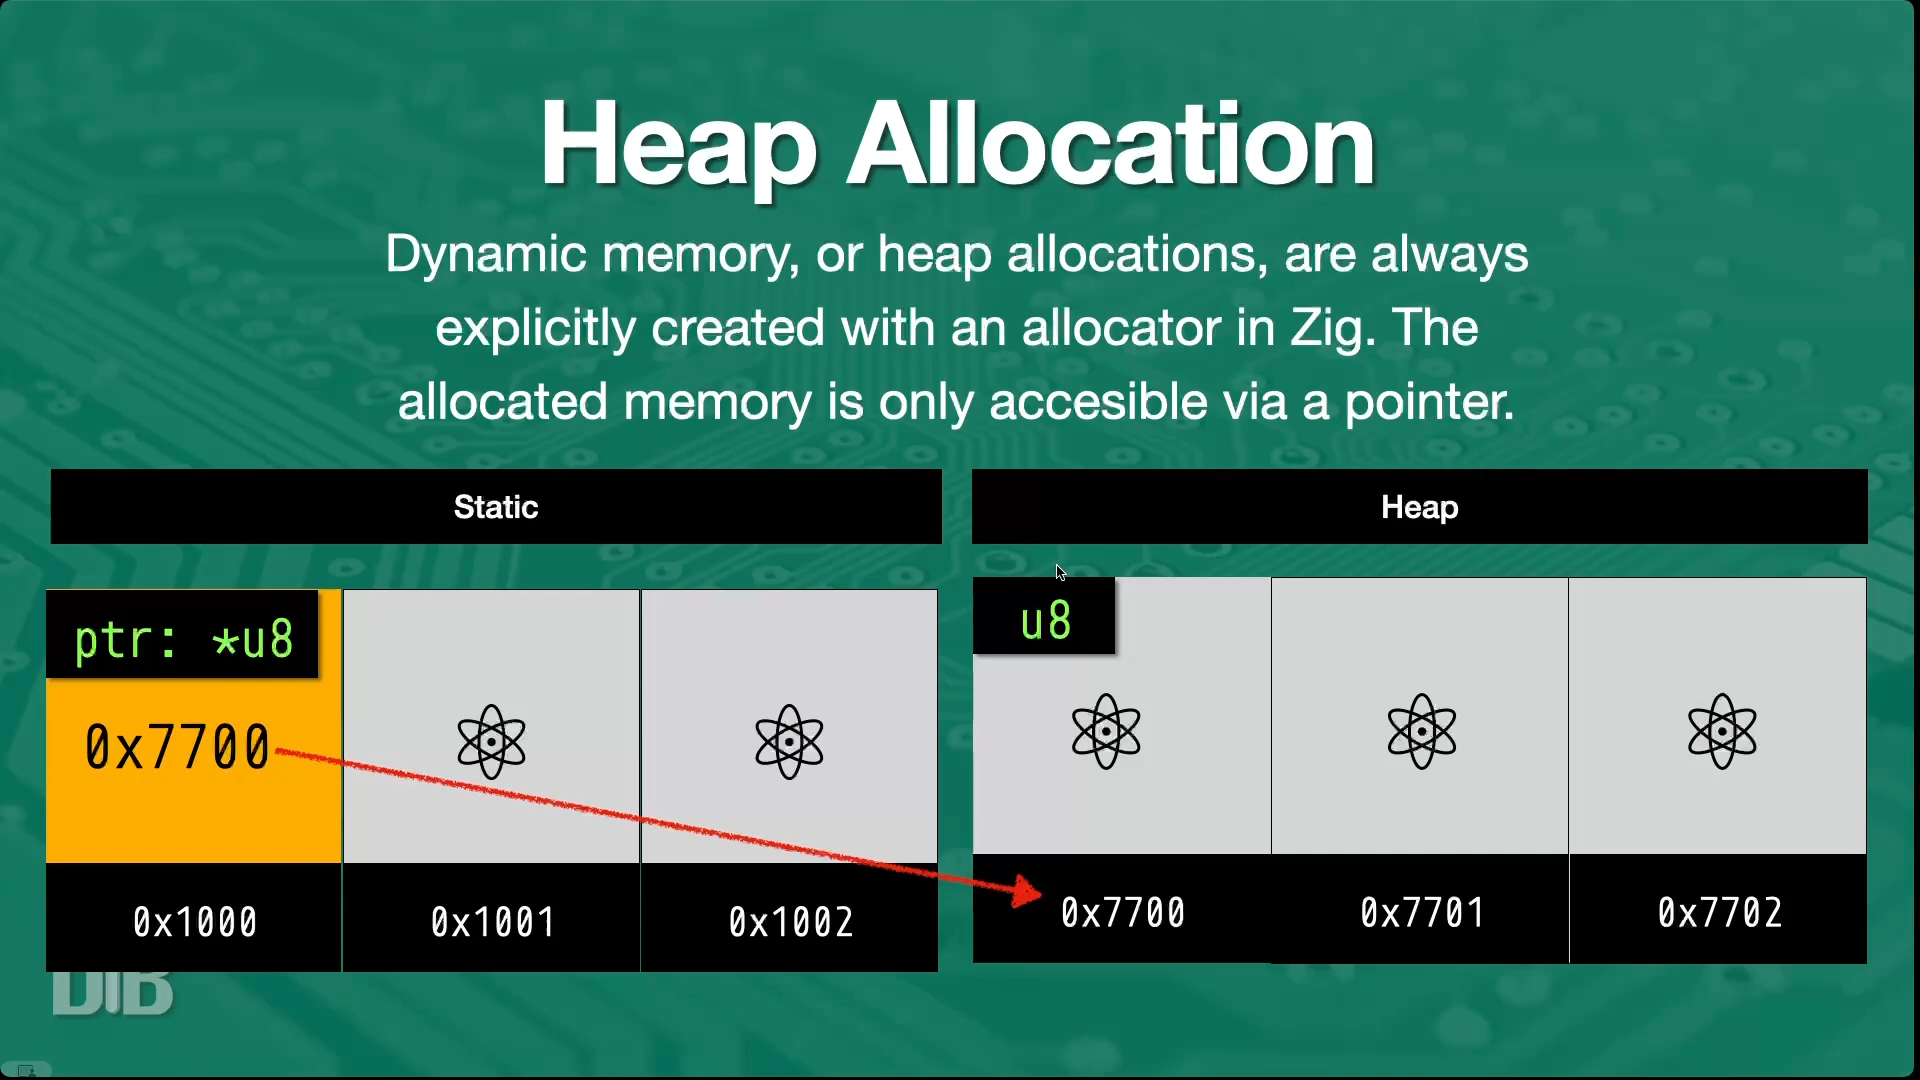 Heap Allocation
Dynamic memory, or heap allocations, are always
explicitly created with an allocator in Zig. The
allocated memory is only accesible via a pointer.
Static
Heap
ptr: *u8
u8
0x7700
0x1000
0x1001
0x1002
0x7700
0x7701
0x7702
DIB